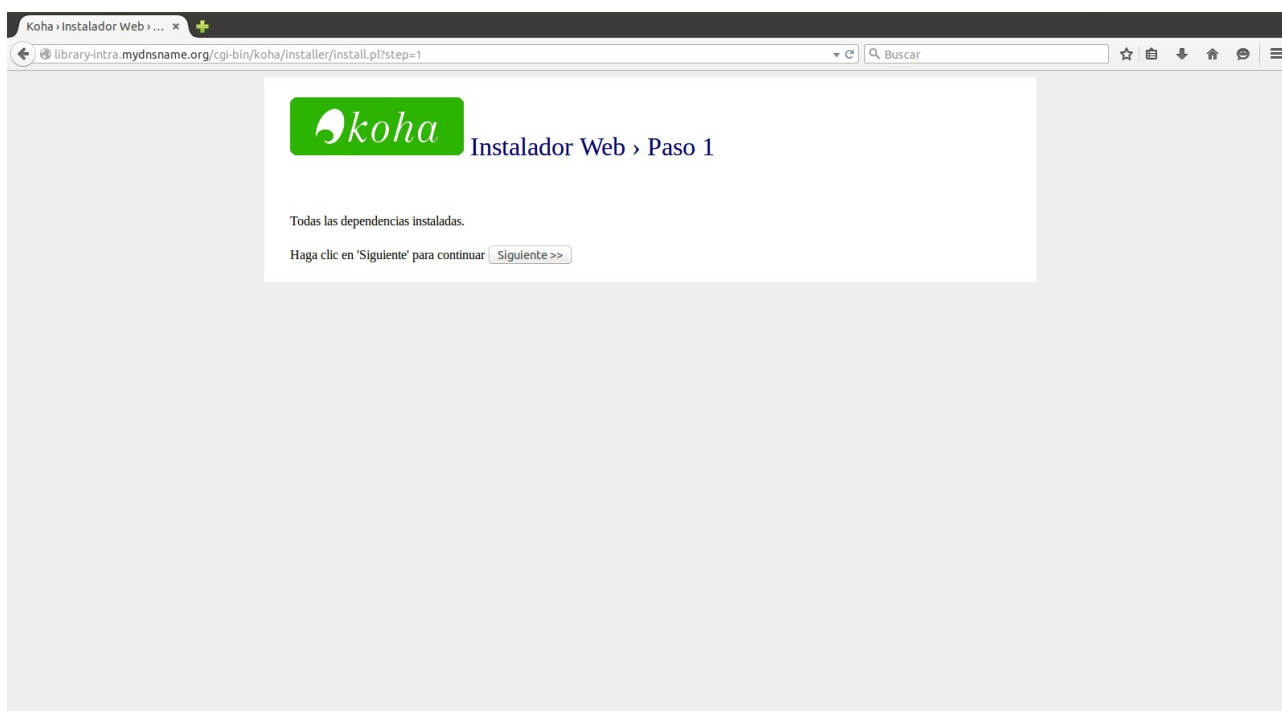 Koha › Instalador Web › ...
library-intra.mydnsname.org/cgi-bin/koha/installer/install.pl?step=1
Buscar
koha
Instalador Web › Paso 1
Todas las dependencias instaladas.
Haga clic en 'Siguiente' para continuar Siguiente >>